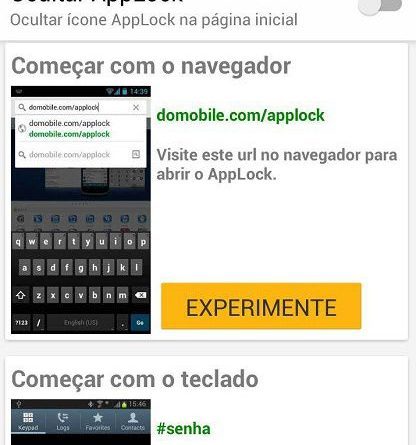 Ocultar AppLock
Ocultar ícone AppLock na página inicial
Começar com o navegador
14:39
domobile.com/applock
domobile.com/applock
domobile.com/applock
domobile.com/applock
q w e r t y u i o p
a s d f g h j k l
z x c v b n m
?123 / English (US) . Go
domobile.com/applock
Visite este url no navegador para
abrir o AppLock.
EXPERIMENTE
Começar com o teclado
15:46
Keypad Logs Favorites Contacts
#senha